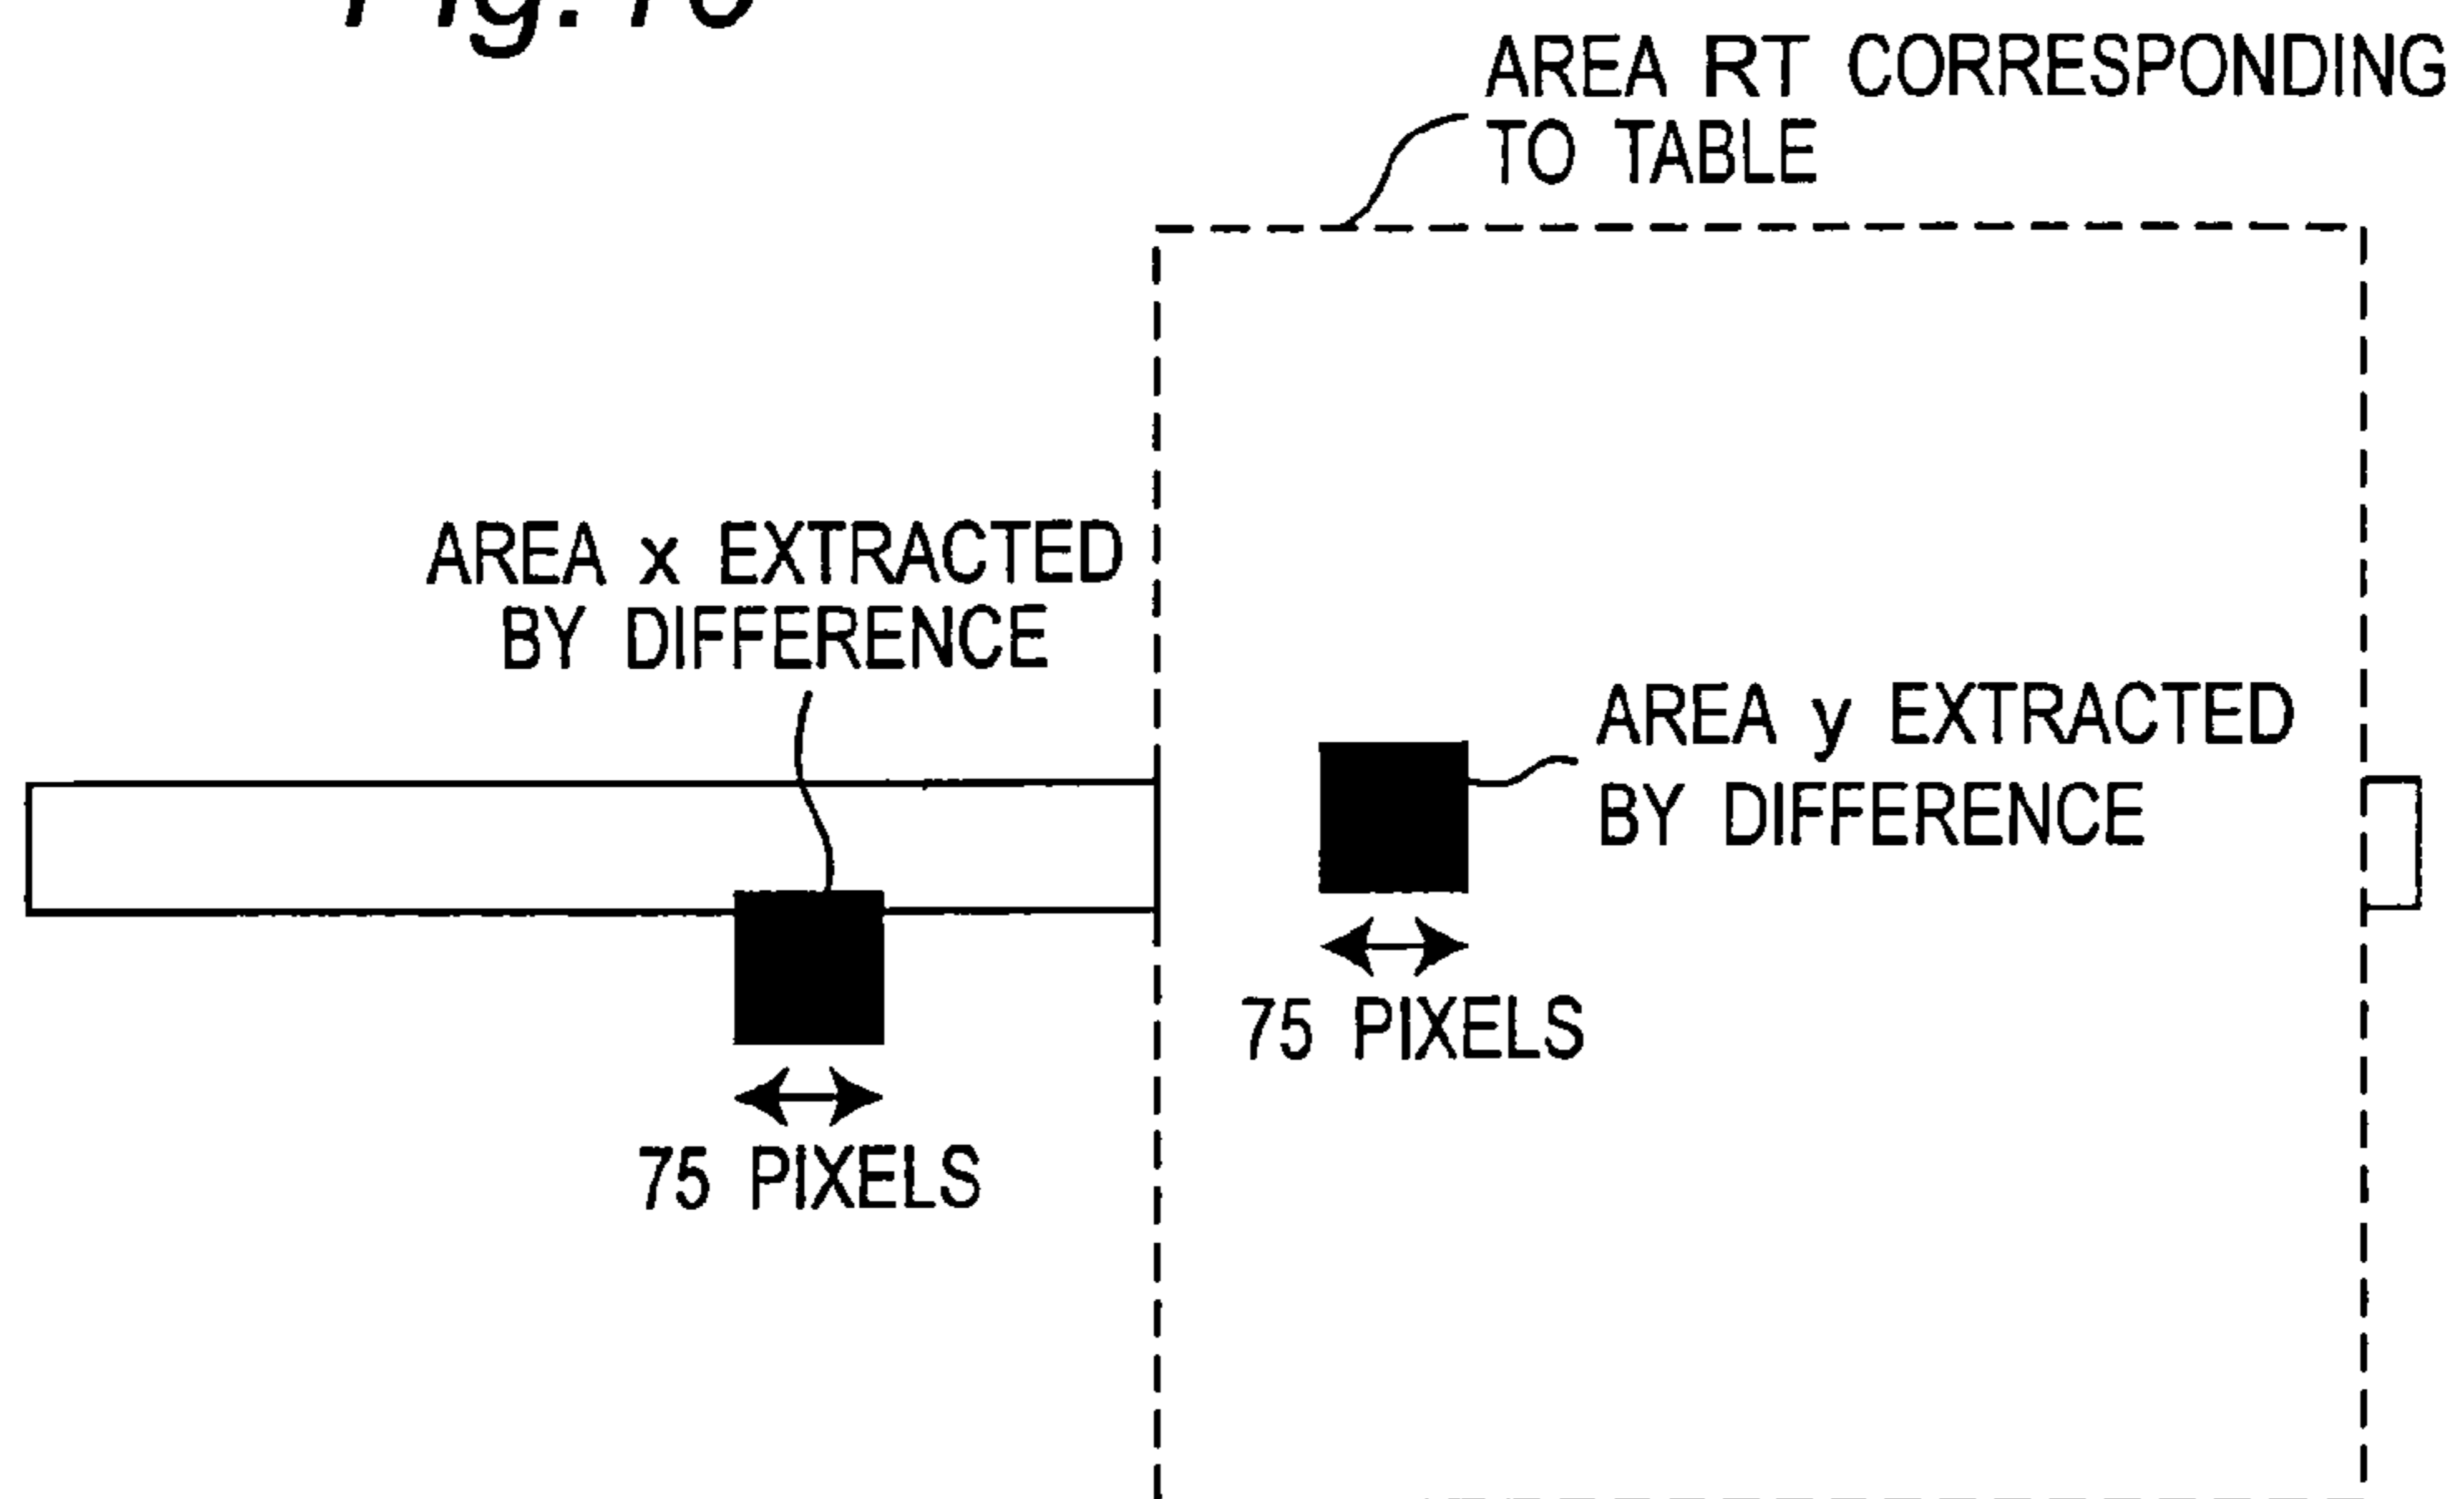 AREA RT CORRESPONDING
TO TABLE
AREA x EXTRACTED
BY DIFFERENCE
AREA y EXTRACTED
BY DIFFERENCE
75 PIXELS
75 PIXELS